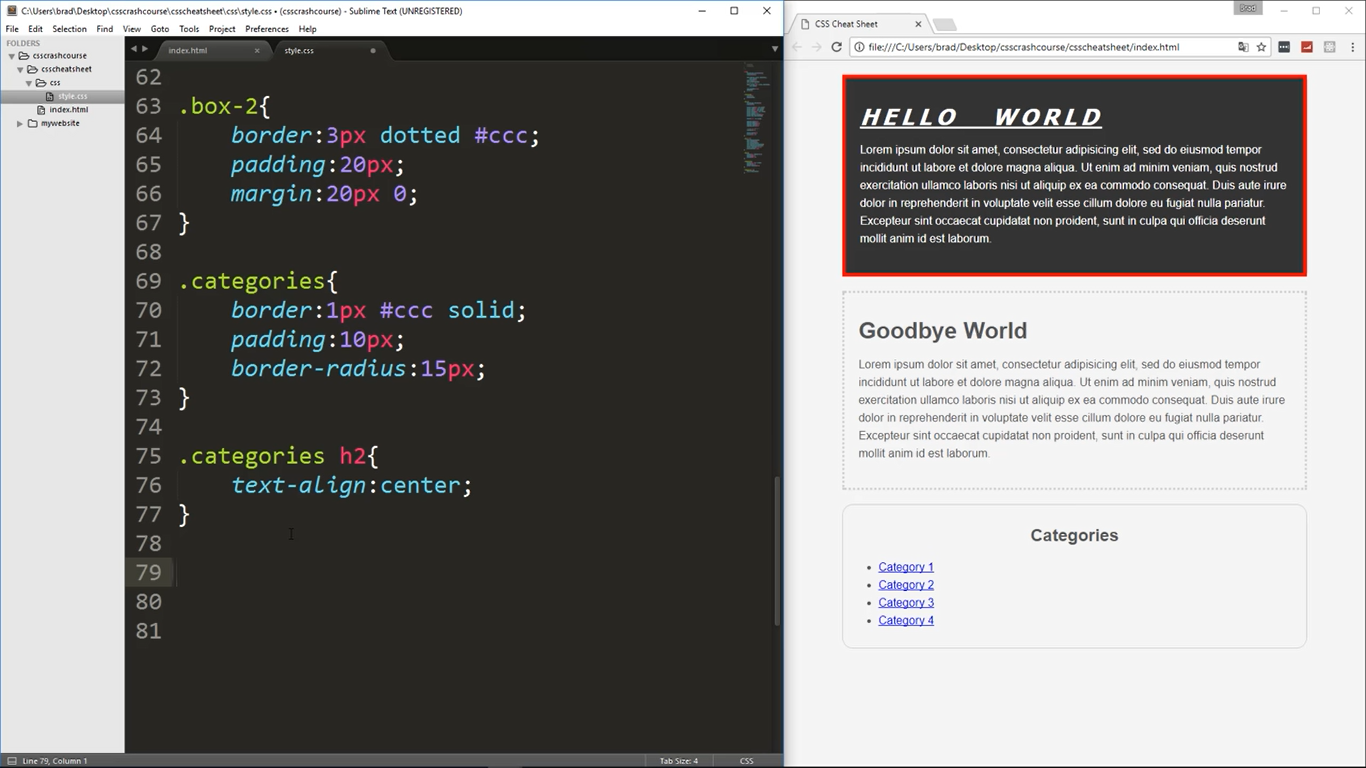 C:\Users\brad\Desktop\csscrashcourse\csscheatsheet\css\style.css • (csscrashcourse) - Sublime Text (UNREGISTERED)
File Edit Selection Find View Goto Tools Project Preferences Help
FOLDERS
csscrashcourse
csscheatsheet
css
style.css
index.html
mywebsite
index.html
style.css
62
63 .box-2{
64 border:3px dotted #ccc;
65 padding:20px;
66 margin:20px 0;
67 }
68
69 .categories{
70 border:1px #ccc solid;
71 padding:10px;
72 border-radius:15px;
73 }
74
75 .categories h2{
76 text-align:center;
77 }
78
79
80
81
Line 79, Column 1
Tab Size: 4
CSS
Brad
CSS Cheat Sheet
file:///C:/Users/brad/Desktop/csscrashcourse/csscheatsheet/index.html
HELLO WORLD
Lorem ipsum dolor sit amet, consectetur adipisicing elit, sed do eiusmod tempor
incididunt ut labore et dolore magna aliqua. Ut enim ad minim veniam, quis nostrud
exercitation ullamco laboris nisi ut aliquip ex ea commodo consequat. Duis aute irure
dolor in reprehenderit in voluptate velit esse cillum dolore eu fugiat nulla pariatur.
Excepteur sint occaecat cupidatat non proident, sunt in culpa qui officia deserunt
mollit anim id est laborum.
Goodbye World
Lorem ipsum dolor sit amet, consectetur adipisicing elit, sed do eiusmod tempor
incididunt ut labore et dolore magna aliqua. Ut enim ad minim veniam, quis nostrud
exercitation ullamco laboris nisi ut aliquip ex ea commodo consequat. Duis aute irure
dolor in reprehenderit in voluptate velit esse cillum dolore eu fugiat nulla pariatur.
Excepteur sint occaecat cupidatat non proident, sunt in culpa qui officia deserunt
mollit anim id est laborum.
Categories
Category 1
Category 2
Category 3
Category 4